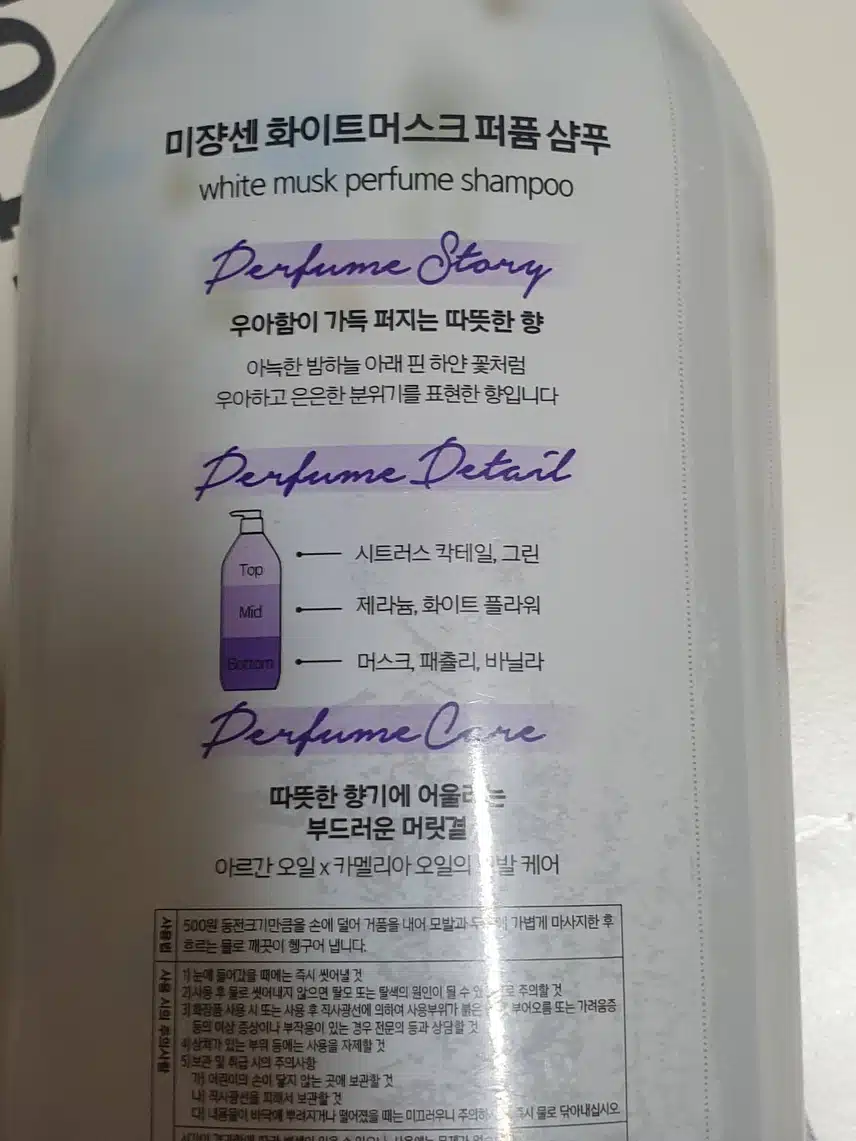 미쟝센 화이트머스크 퍼퓸 샴푸
white musk perfume shampoo
Perfume Story
우아함이 가득 퍼지는 따뜻한 향
아늑한 밤하늘 아래 핀 하얀 꽃처럼
우아하고 은은한 분위기를 표현한 향입니다
Perfume Detail
Top
시트러스 칵테일, 그린
Mid
제라늄, 화이트 플라워
Bottom
머스크, 패츌리, 바닐라
Perfume Care
따뜻한 향기에
부드러운 머릿결
아르간 오일 x 카멜리아 오일의 케어
사용법
500원 동전크기만큼을 손에 덜어 거품을 내어 모발과 가볍게 마사지한 후
흐르는 물로 깨끗이 헹구어 냅니다.
사용 시의 주의사항
1) 눈에 들어갔을 때에는 즉시 씻어낼 것
2) 사용 후 물로 씻어내지 않으면 탈모 또는 탈색의 원인이 될 수 주의할 것
3) 화장품 사용 시 또는 사용 후 직사광선에 의하여 사용부위가 붉은 부어오름 또는 가려움증
등의 이상 증상이나 부작용이 있는 경우 전문의 등과 상담할 것
4) 상처가 있는 부위 등에는 사용을 자제할 것
5) 보관 및 취급 시의 주의사항
가) 어린이의 손이 닿지 않는 곳에 보관할 것
나) 직사광선을 피해서 보관할 것
다) 내용물이 바닥에 뿌려지거나 떨어졌을 때는 미끄러우니 즉시 물로 닦아내십시오